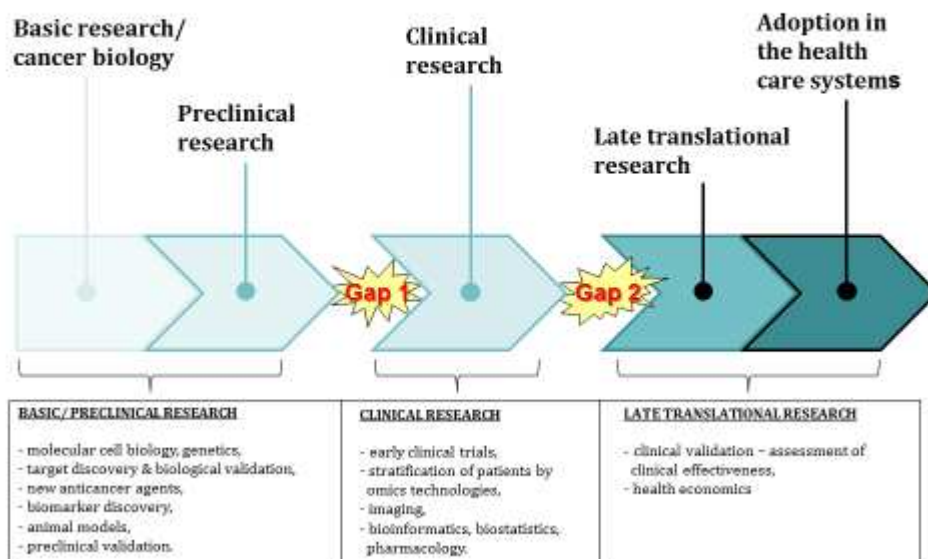 Basic research/
cancer biology
Preclinical
research
Clinical
research
Late translational
research
Adoption in
the health
care systems
Gap 1
Gap 2
BASIC/ PRECLINICAL RESEARCH
- molecular cell biology, genetics,
- target discovery & biological validation,
- new anticancer agents,
- biomarker discovery,
- animal models,
- preclinical validation.
CLINICAL RESEARCH
- early clinical trials,
- stratification of patients by
omics technologies,
- imaging,
- bioinformatics, biostatistics,
pharmacology.
LATE TRANSLATIONAL RESEARCH
- clinical validation – assessment of
clinical effectiveness,
- health economics